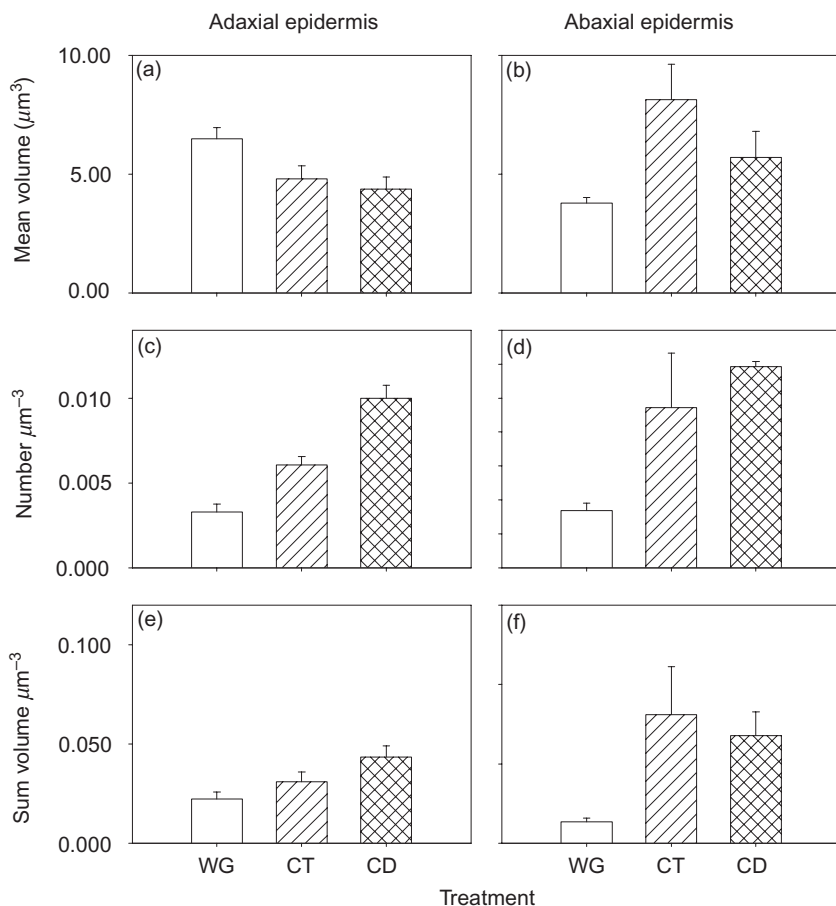 Adaxial epidermis
Abaxial epidermis
Mean volume (μm³)
10.00
5.00
0.00
(a)
(b)
Number μm⁻³
0.010
0.005
0.000
(c)
(d)
Sum volume μm⁻³
0.100
0.050
0.000
(e)
(f)
WG CT CD
WG CT CD
Treatment